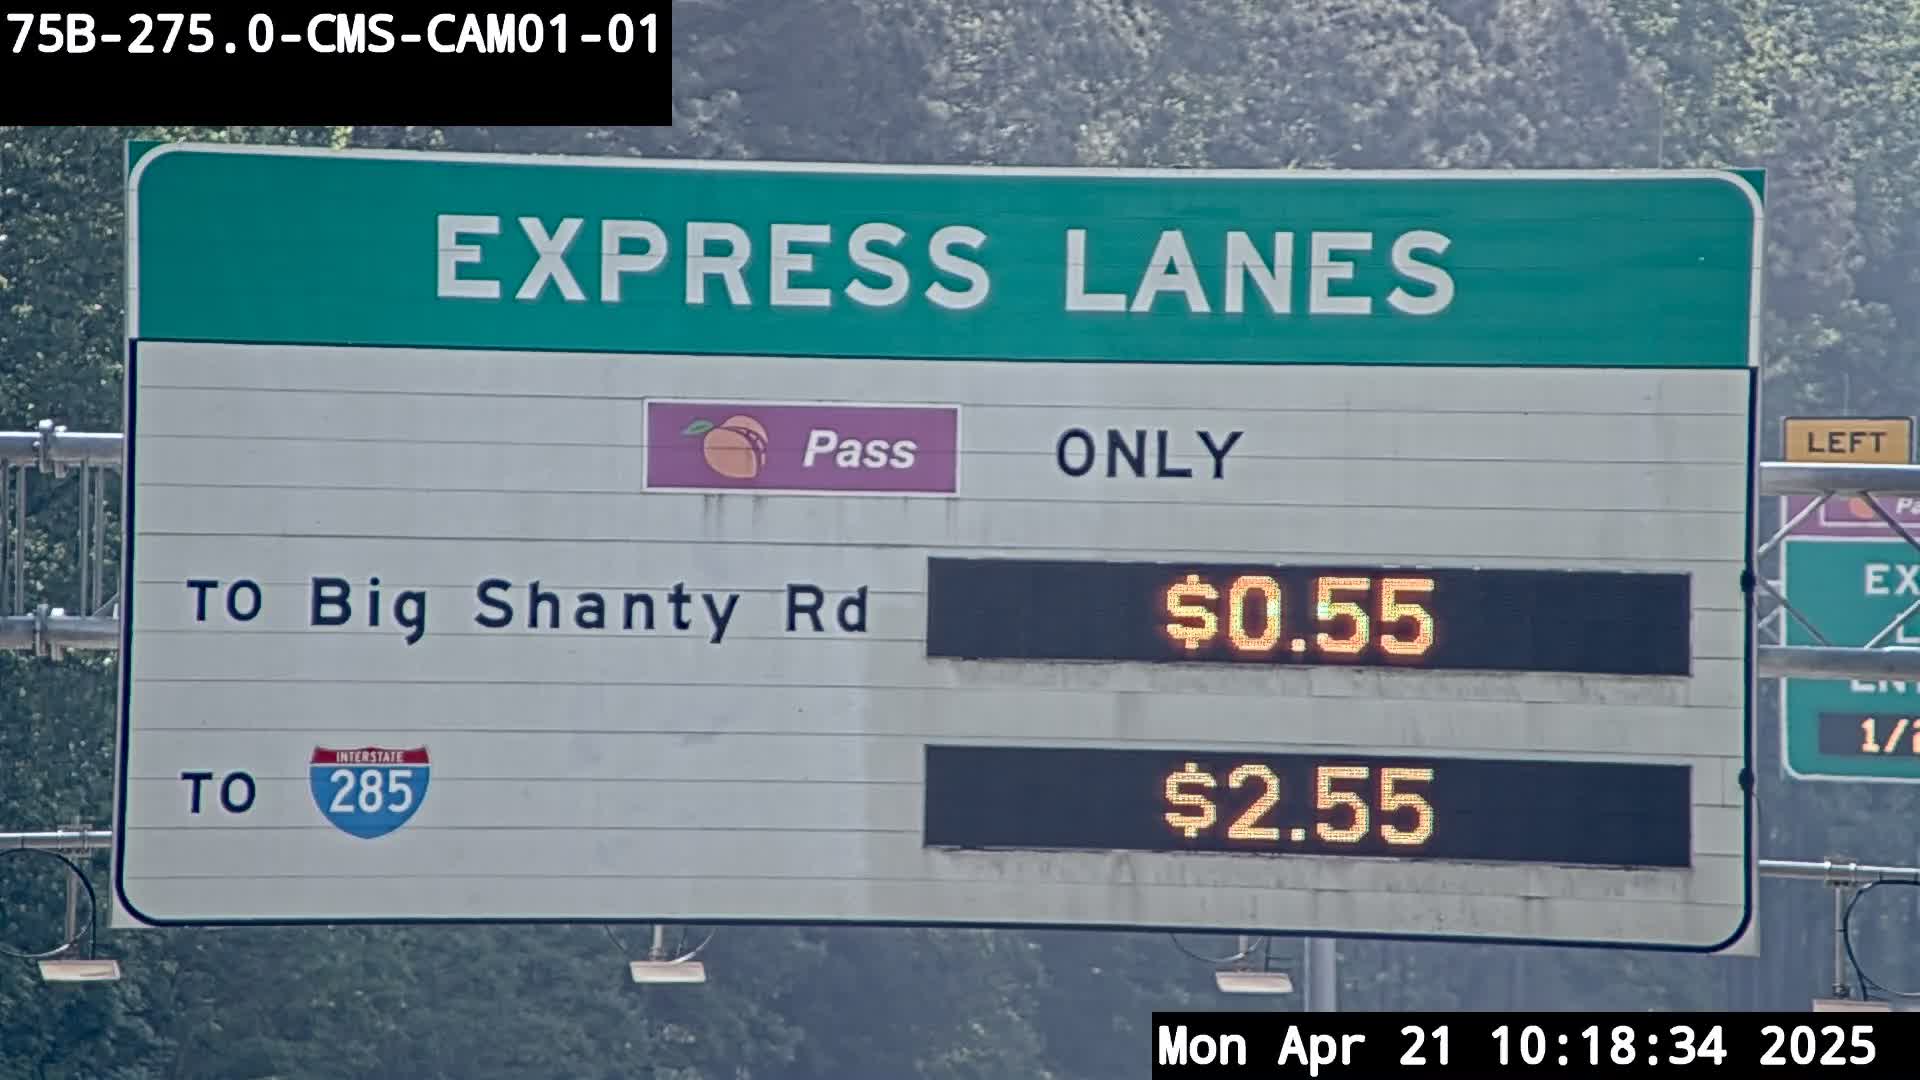 75B-275.0-CMS-CAM01-01
EXPRESS LANES
Pass ONLY
TO Big Shanty Rd $0.55
TO INTERSTATE 285 $2.55
LEFT
Mon Apr 21 10:18:34 2025